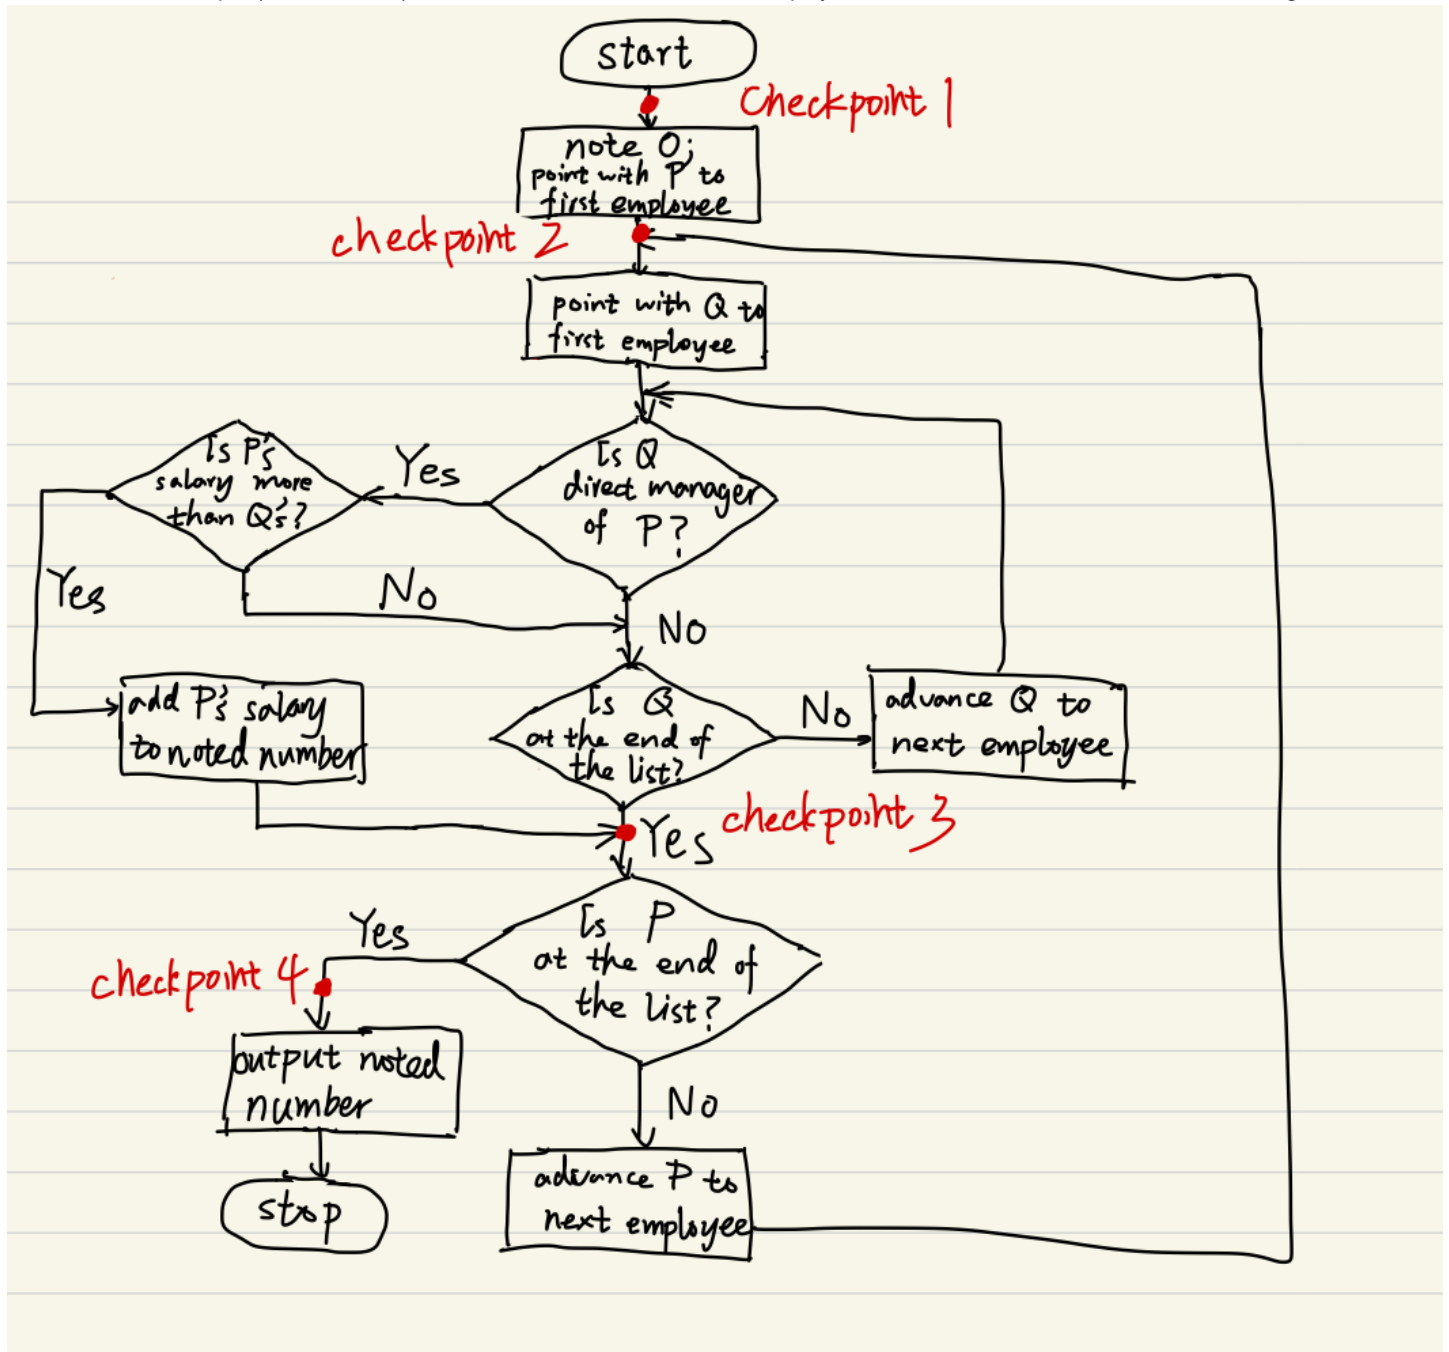 start
Checkpoint 1
note 0;
point with P to
first employee
checkpoint 2
point with Q to
first employee
Is Q
direct manager
of P?
Yes
Is P's
salary more
than Q's?
Yes
No
No
add P's salary
to noted number
Is Q
at the end of
the list?
No
advance Q to
next employee
checkpoint 3
Yes
Is P
at the end of
the list?
Yes
checkpoint 4
output noted
number
stop
No
advance P to
next employee